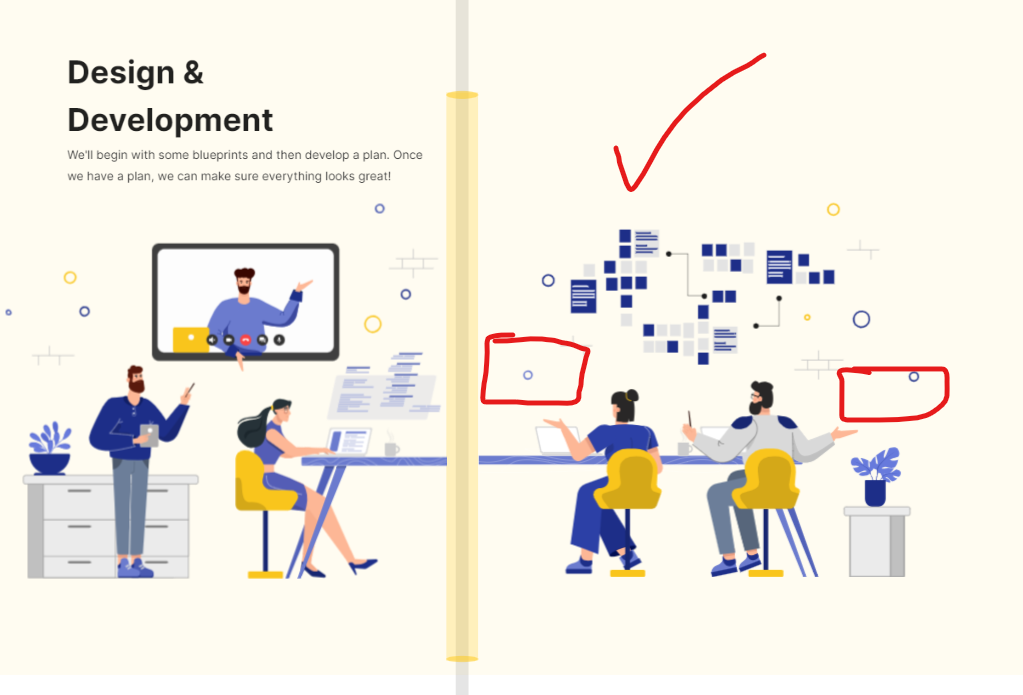 Design &
Development
We'll begin with some blueprints and then develop a plan. Once
we have a plan, we can make sure everything looks great!